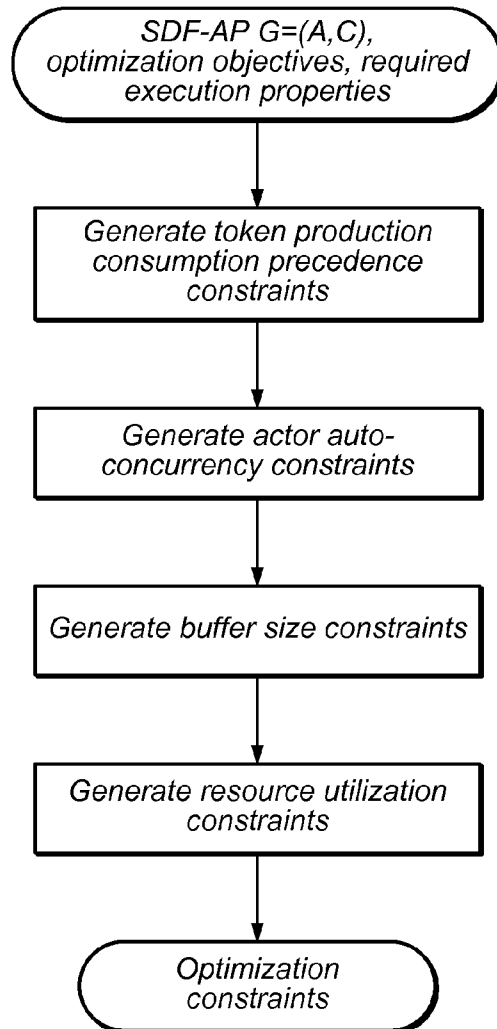 SDF-AP G=(A,C),
optimization objectives, required
execution properties
Generate token production
consumption precedence
constraints
Generate actor auto-
concurrency constraints
Generate buffer size constraints
Generate resource utilization
constraints
Optimization
constraints